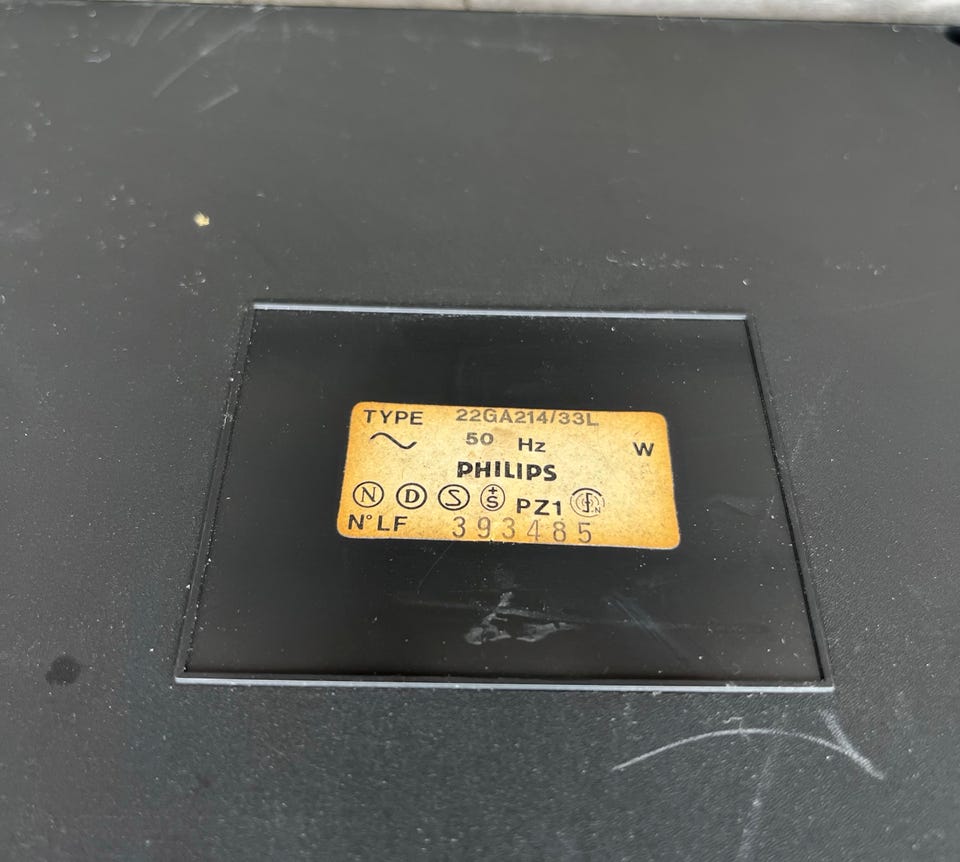 TYPE 22GA214/33L
~ 50 Hz W
PHILIPS
N D S +S PZ1 F N
N° LF 393485